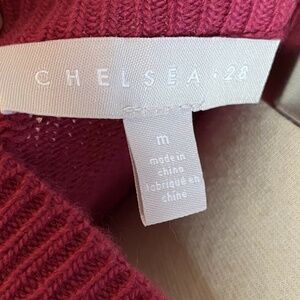 CHELSEA 28
m
made in
china
fabriqué en
chine